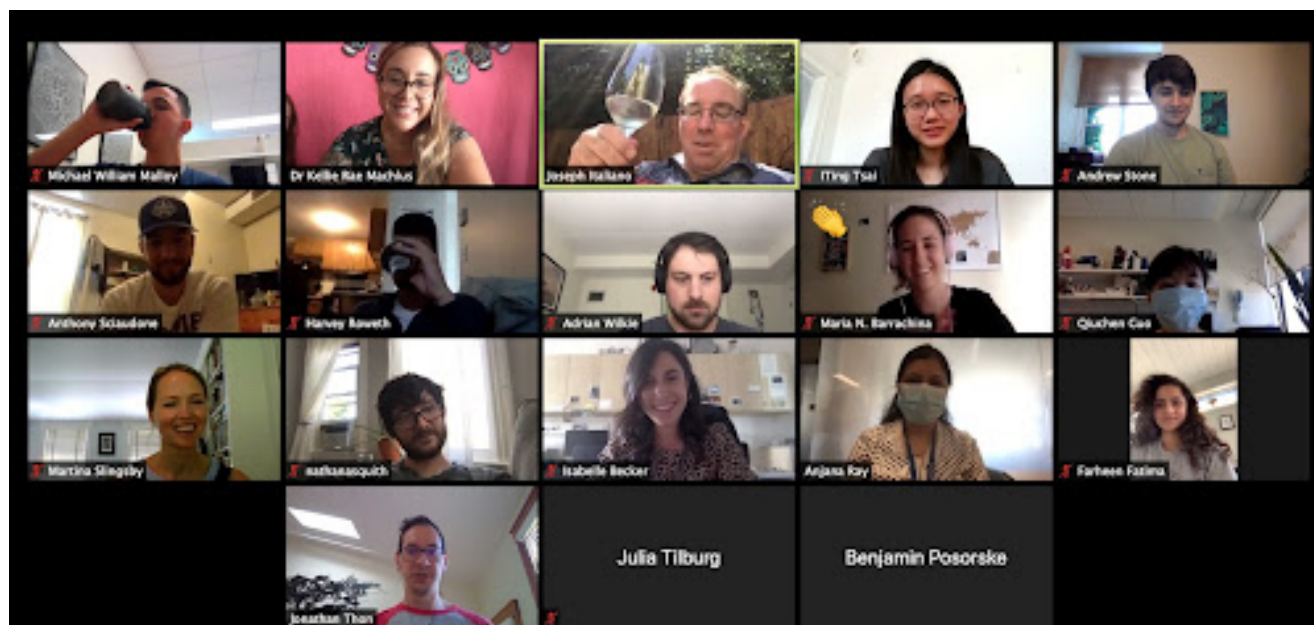 Michael William Malloy
Dr Kellie Rae Machlus
Joseph Italiano
ITing Tsai
Andrew Stone
Anthony Sciaudone
Harvey Roweth
Adrian Wilkie
Maria N. Barrachina
Qiuchen Guo
Martina Slingsby
nathanasquith
Isabelle Becker
Anjana Ray
Farheen Fatima
Jonathan Thon
Julia Tilburg
Benjamin Posorske